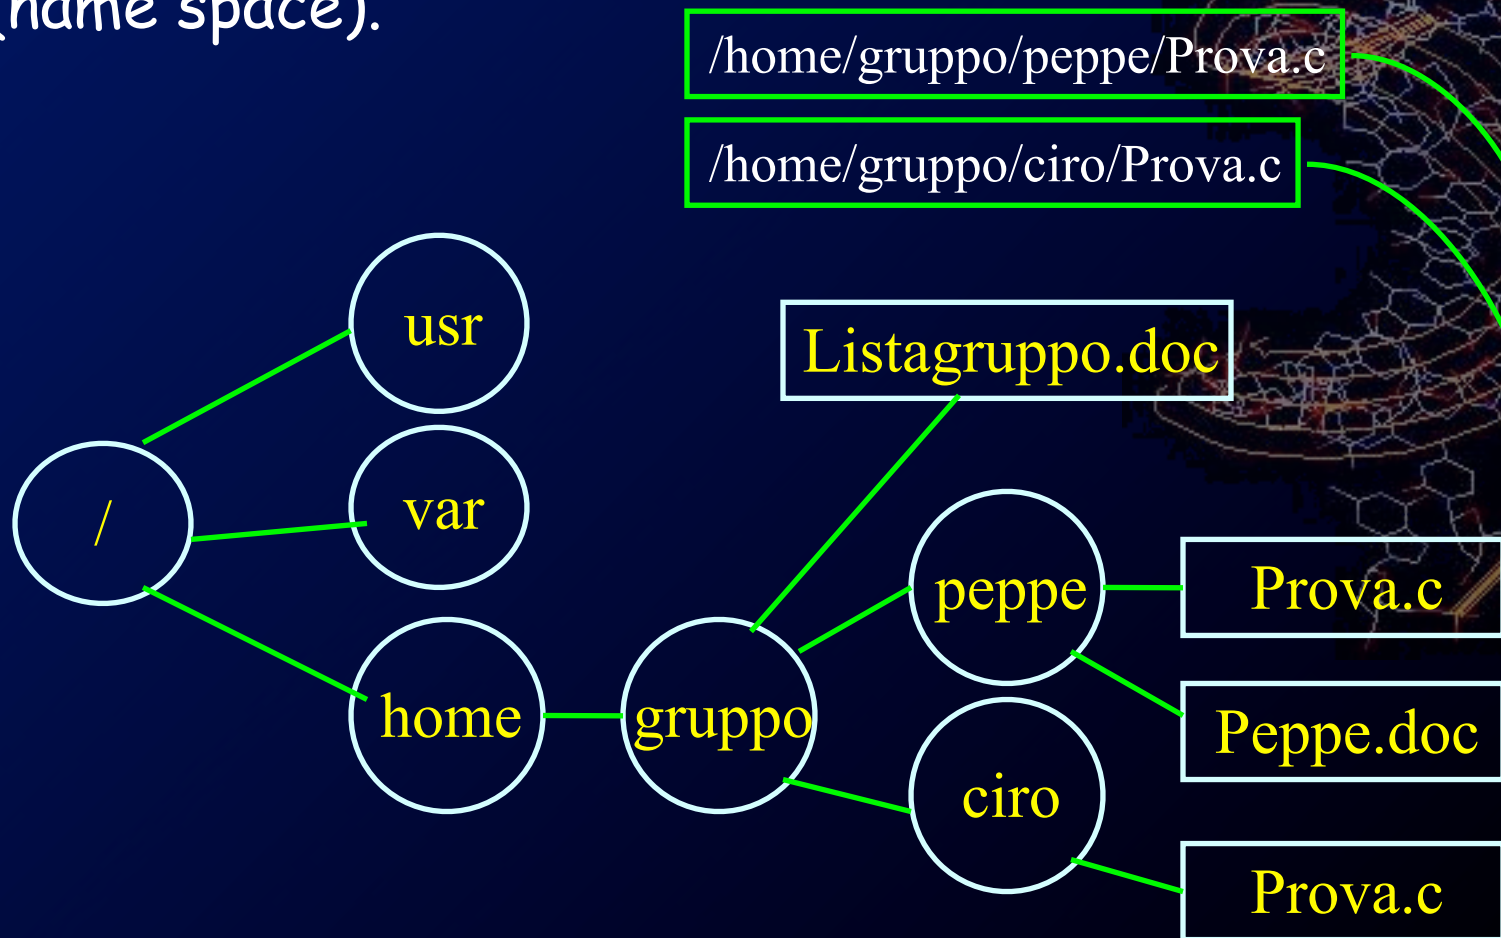 (name space).
/home/gruppo/peppe/Prova.c
/home/gruppo/ciro/Prova.c
usr
Listagruppo.doc
/
var
peppe
Prova.c
home
gruppo
Peppe.doc
ciro
Prova.c